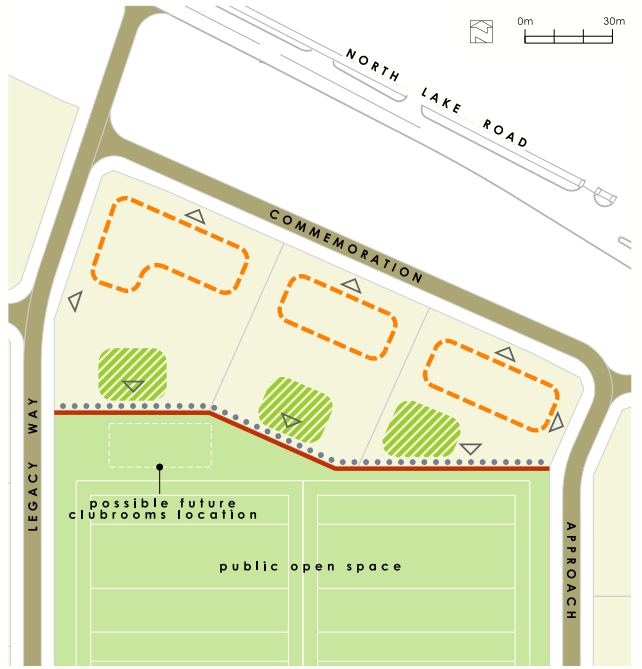 0m 30m
NORTH LAKE ROAD
COMMEMORATION
LEGACY WAY
possible future
clubrooms location
public open space
APPROACH